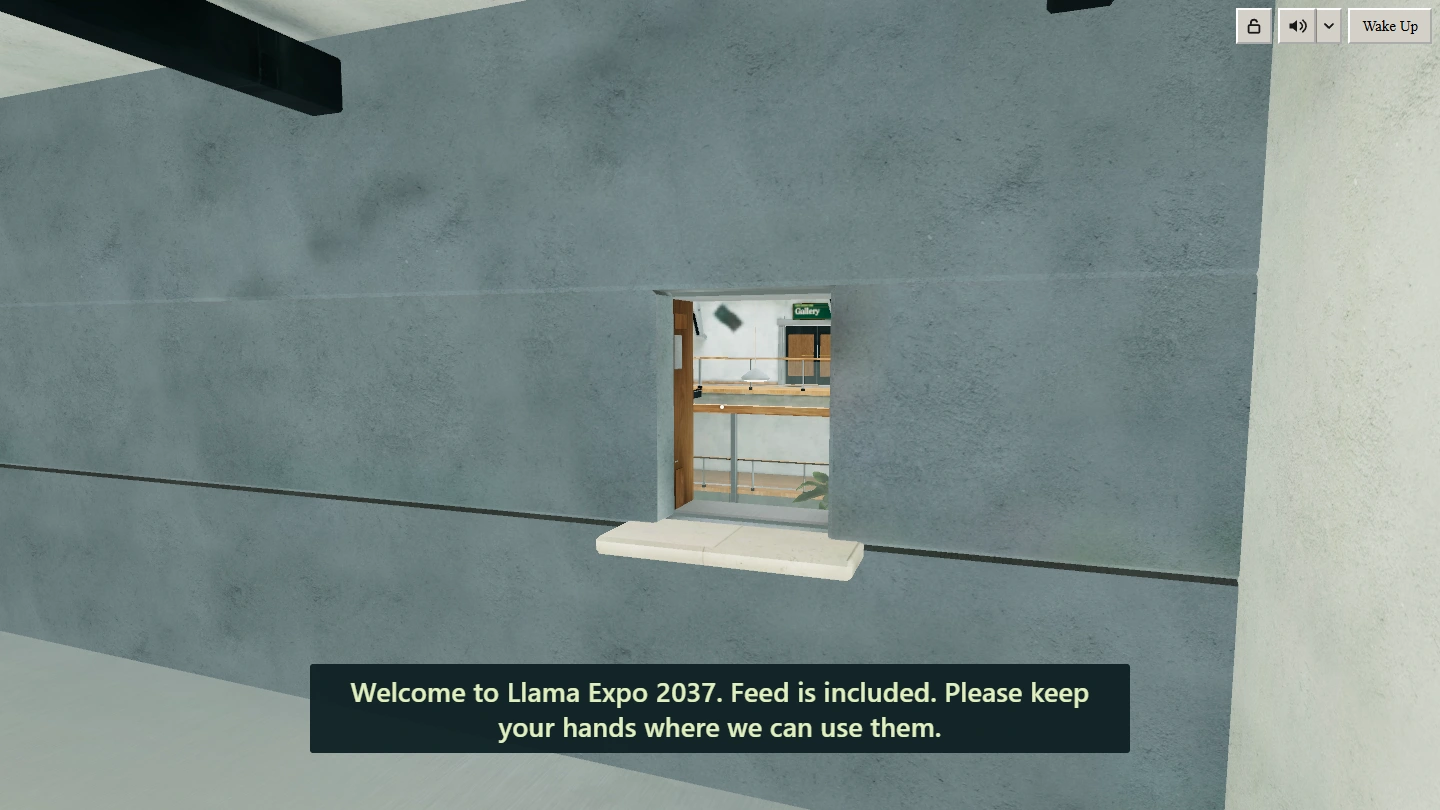 Wake Up
Gallery
Welcome to Llama Expo 2037. Feed is included. Please keep
your hands where we can use them.